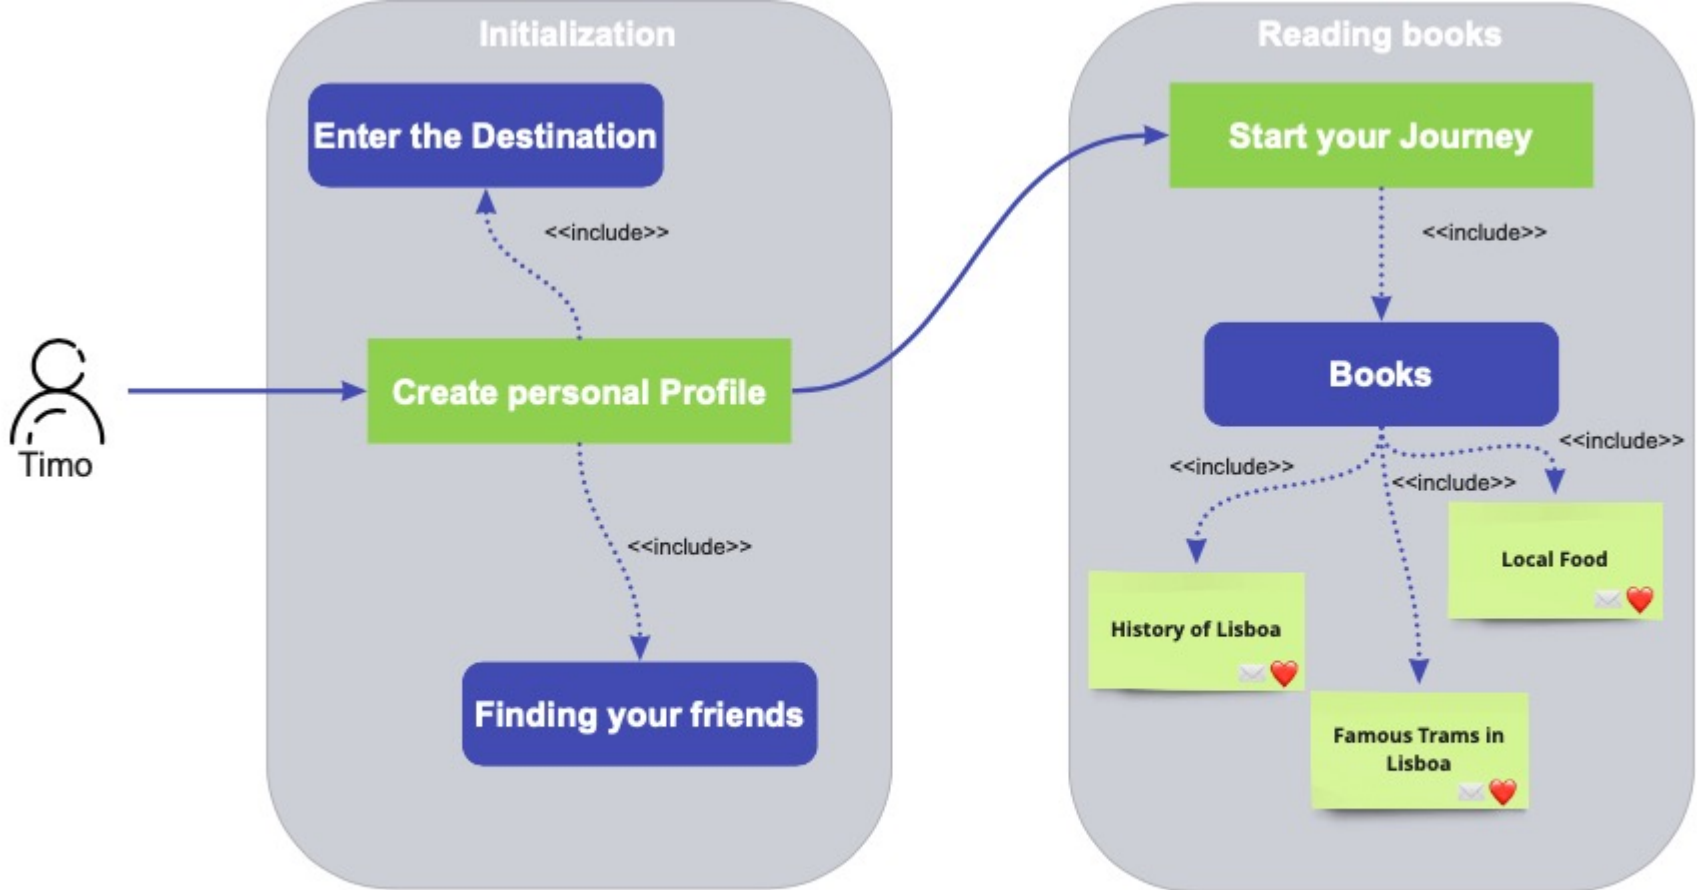 Initialization
Enter the Destination
<<include>>
Create personal Profile
Timo
<<include>>
Finding your friends
Reading books
Start your Journey
<<include>>
Books
<<include>>
<<include>>
<<include>>
Local Food
History of Lisboa
Famous Trams in
Lisboa